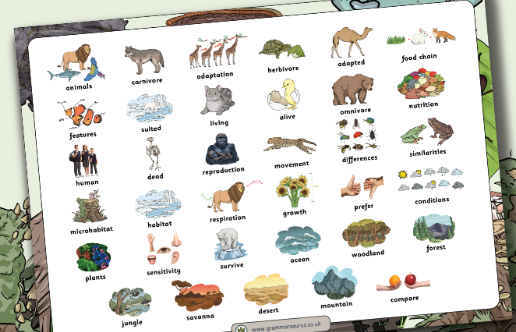 animals
carnivore
adaptation
herbivore
adapted
food chain
features
suited
living
alive
omnivore
nutrition
human
dead
reproduction
movement
differences
similarities
microhabitat
habitat
respiration
growth
prefer
conditions
plants
sensitivity
survive
ocean
woodland
forest
jungle
savanna
desert
mountain
compare
www.grammarsaurus.co.uk